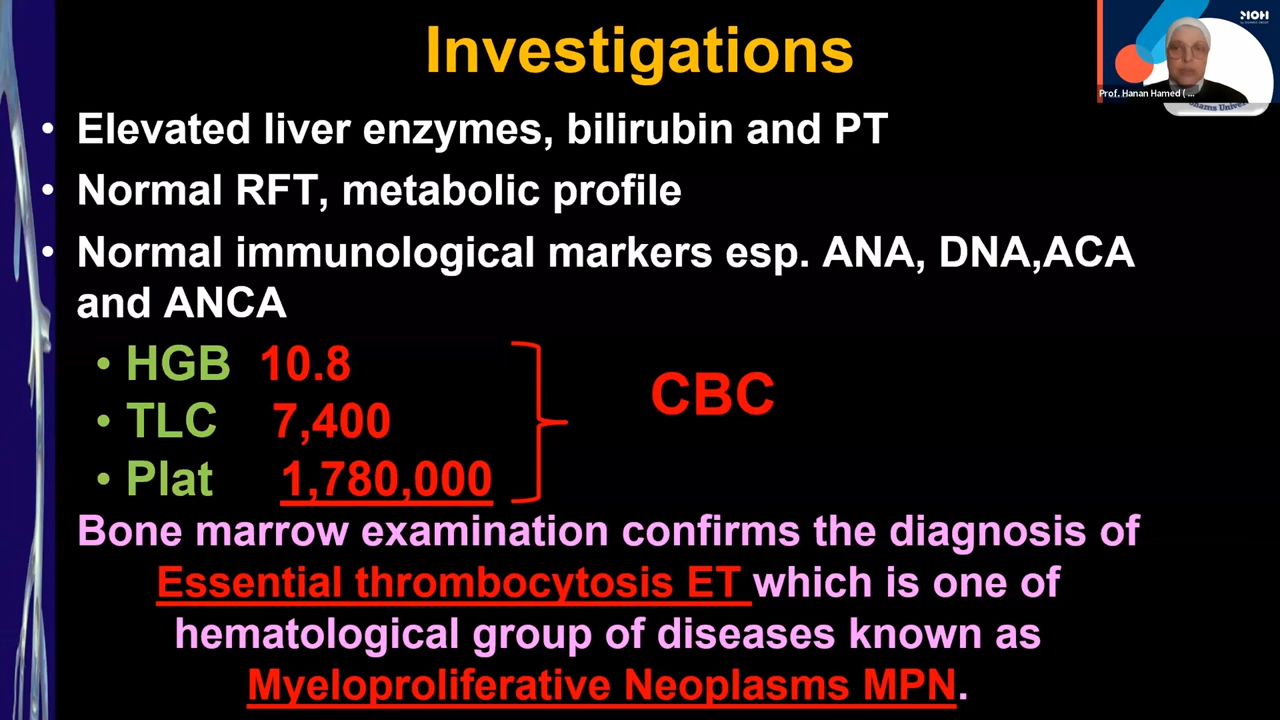 Investigations
• Elevated liver enzymes, bilirubin and PT
• Normal RFT, metabolic profile
• Normal immunological markers esp. ANA, DNA,ACA
and ANCA
• HGB 10.8
• TLC 7,400
• Plat 1,780,000
CBC
Bone marrow examination confirms the diagnosis of
Essential thrombocytosis ET which is one of
hematological group of diseases known as
Myeloproliferative Neoplasms MPN.
Prof. Hanan Hamed ( ...